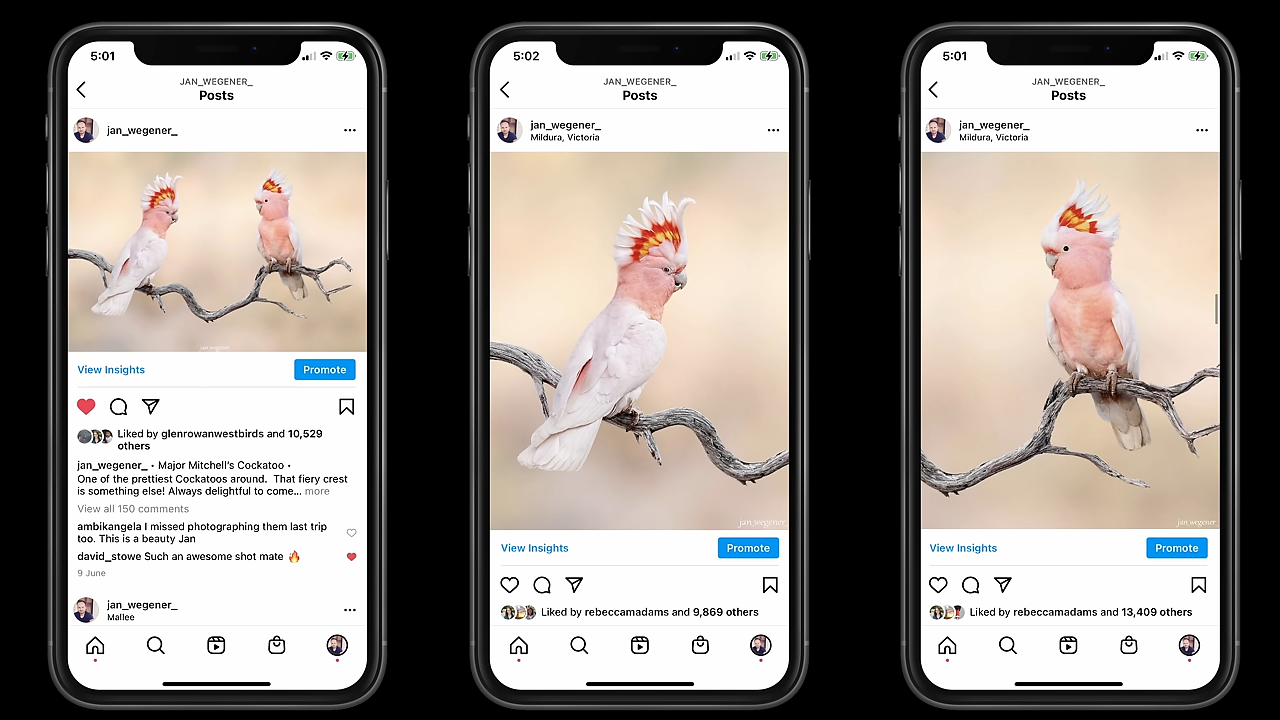 5:01
JAN_WEGENER_
Posts
jan_wegener_
jan_wegener
View Insights
Promote
Liked by glenrowanwestbirds and 10,529
others
jan_wegener_ • Major Mitchell's Cockatoo •
One of the prettiest Cockatoos around.  That fiery crest
is something else! Always delightful to come... more
View all 150 comments
ambikangela I missed photographing them last trip
too. This is a beauty Jan
david_stowe Such an awesome shot mate 🔥
9 June
jan_wegener_
Mallee
5:02
JAN_WEGENER_
Posts
jan_wegener_
Mildura, Victoria
jan_wegener
View Insights
Promote
Liked by rebeccamadams and 9,869 others
5:01
JAN_WEGENER_
Posts
jan_wegener_
Mildura, Victoria
jan_wegener
View Insights
Promote
Liked by rebeccamadams and 13,409 others